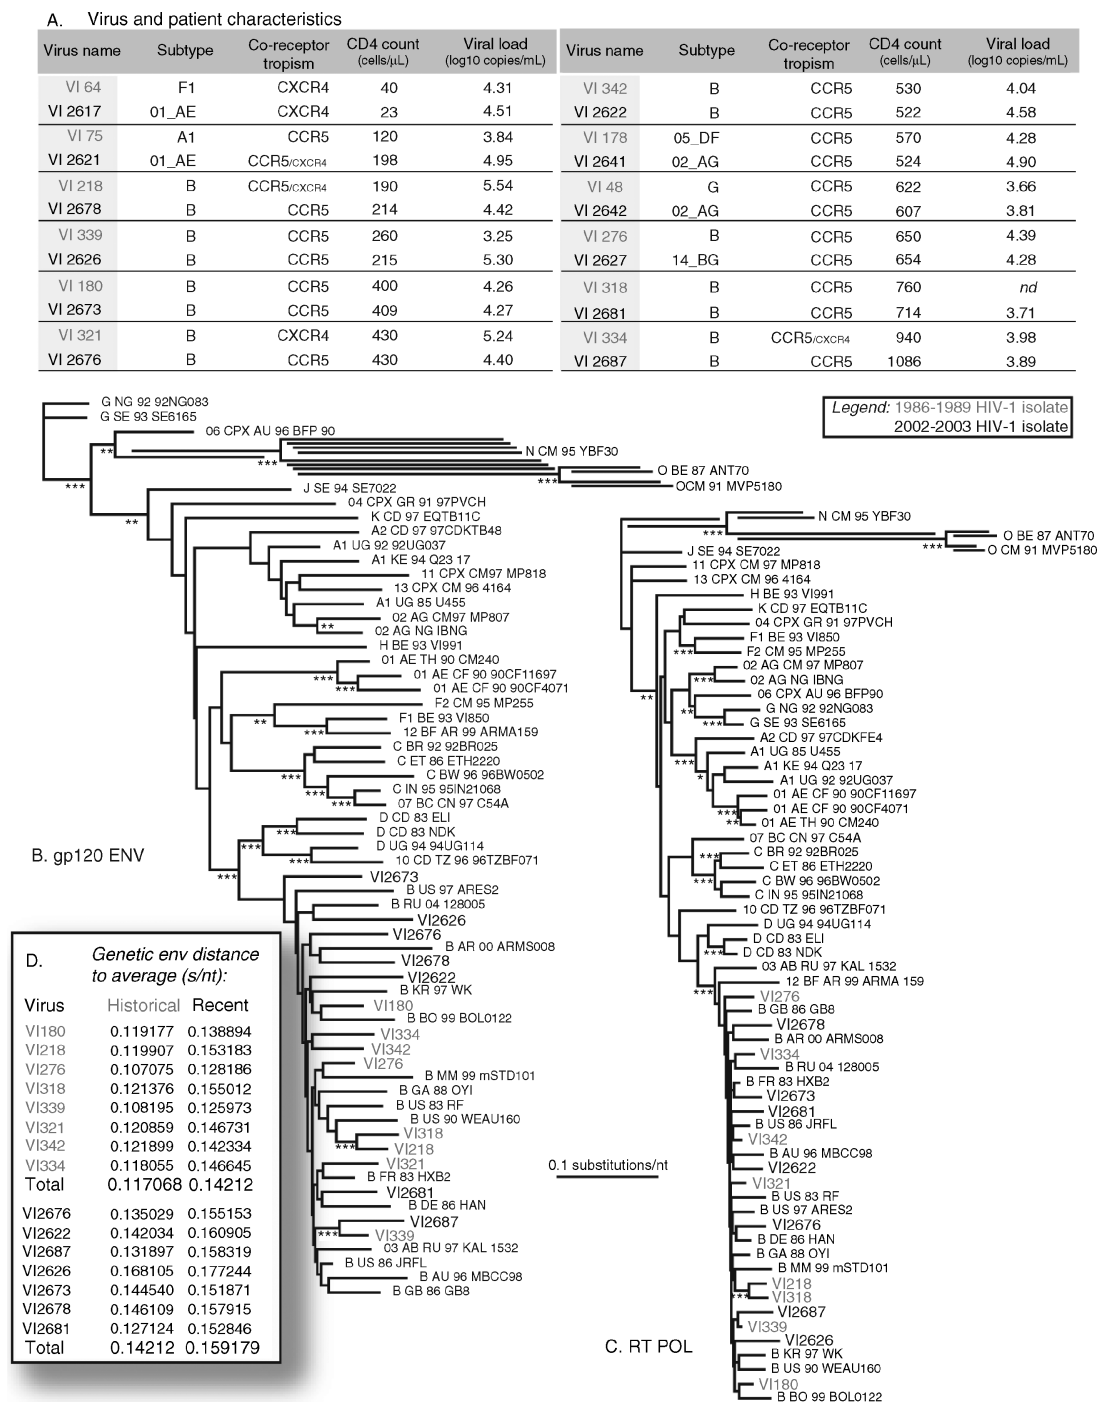 A. Virus and patient characteristics
Virus name Subtype Co-receptor tropism CD4 count (cells/μL) Viral load (log10 copies/mL)
VI 64 F1 CXCR4 40 4.31
VI 2617 01_AE CXCR4 23 4.51
VI 75 A1 CCR5 120 3.84
VI 2621 01_AE CCR5/CXCR4 198 4.95
VI 218 B CCR5/CXCR4 190 5.54
VI 2678 B CCR5 214 4.42
VI 339 B CCR5 260 3.25
VI 2626 B CCR5 215 5.30
VI 180 B CCR5 400 4.26
VI 2673 B CCR5 409 4.27
VI 321 B CXCR4 430 5.24
VI 2676 B CCR5 430 4.40
Virus name Subtype Co-receptor tropism CD4 count (cells/μL) Viral load (log10 copies/mL)
VI 342 B CCR5 530 4.04
VI 2622 B CCR5 522 4.58
VI 178 05_DF CCR5 570 4.28
VI 2641 02_AG CCR5 524 4.90
VI 48 G CCR5 622 3.66
VI 2642 02_AG CCR5 607 3.81
VI 276 B CCR5 650 4.39
VI 2627 14_BG CCR5 654 4.28
VI 318 B CCR5 760 nd
VI 2681 B CCR5 714 3.71
VI 334 B CCR5/CXCR4 940 3.98
VI 2687 B CCR5 1086 3.89
Legend: 1986-1989 HIV-1 isolate
2002-2003 HIV-1 isolate
B. gp120 ENV
G NG 92 92NG083
G SE 93 SE6165
06 CPX AU 96 BFP 90
**
N CM 95 YBF30
***
O BE 87 ANT70
***
OCM 91 MVP5180
***
J SE 94 SE7022
**
04 CPX GR 91 97PVCH
K CD 97 EQTB11C
A2 CD 97 97CDKTB48
A1 UG 92 92UG037
A1 KE 94 Q23 17
11 CPX CM97 MP818
13 CPX CM 96 4164
A1 UG 85 U455
02 AG CM97 MP807
**
02 AG NG IBNG
H BE 93 VI991
01 AE TH 90 CM240
***
01 AE CF 90 90CF11697
***
01 AE CF 90 90CF4071
F2 CM 95 MP255
**
F1 BE 93 VI850
***
12 BF AR 99 ARMA159
C BR 92 92BR025
C ET 86 ETH2220
***
C BW 96 96BW0502
***
C IN 95 95IN21068
***
07 BC CN 97 C54A
D CD 83 ELI
***
D CD 83 NDK
***
D UG 94 94UG114
***
10 CD TZ 96 96TZBF071
***
VI2673
B US 97 ARES2
B RU 04 128005
VI2626
VI2676
B AR 00 ARMS008
VI2678
VI2622
B KR 97 WK
VI180
B BO 99 BOL0122
VI334
VI342
VI276
B MM 99 mSTD101
B GA 88 OYI
B US 83 RF
B US 90 WEAU160
VI318
***
VI218
VI321
B FR 83 HXB2
VI2681
B DE 86 HAN
VI2687
***
VI339
03 AB RU 97 KAL 1532
B US 86 JRFL
B AU 96 MBCC98
B GB 86 GB8
0.1 substitutions/nt
C. RT POL
N CM 95 YBF30
***
O BE 87 ANT70
***
O CM 91 MVP5180
J SE 94 SE7022
11 CPX CM 97 MP818
13 CPX CM 96 4164
H BE 93 VI991
K CD 97 EQTB11C
04 CPX GR 91 97PVCH
F1 BE 93 VI850
***
F2 CM 95 MP255
02 AG CM 97 MP807
***
02 AG NG IBNG
**
06 CPX AU 96 BFP90
G NG 92 92NG083
**
***
G SE 93 SE6165
A2 CD 97 97CDKFE4
A1 UG 85 U455
***
A1 KE 94 Q23 17
*
A1 UG 92 92UG037
01 AE CF 90 90CF11697
01 AE CF 90 90CF4071
***
**
01 AE TH 90 CM240
07 BC CN 97 C54A
C BR 92 92BR025
***
C ET 86 ETH2220
C BW 96 96BW0502
***
C IN 95 95IN21068
10 CD TZ 96 96TZBF071
D UG 94 94UG114
D CD 83 ELI
***
D CD 83 NDK
03 AB RU 97 KAL 1532
12 BF AR 99 ARMA 159
***
VI276
B GB 86 GB8
VI2678
B AR 00 ARMS008
VI334
B RU 04 128005
B FR 83 HXB2
VI2673
VI2681
B US 86 JRFL
VI342
B AU 96 MBCC98
VI2622
VI321
B US 83 RF
B US 97 ARES2
VI2676
B DE 86 HAN
B GA 88 OYI
B MM 99 mSTD101
VI218
***
VI318
VI2687
VI339
VI2626
B KR 97 WK
B US 90 WEAU160
VI180
B BO 99 BOL0122
D. Genetic env distance
to average (s/nt):
Virus Historical Recent
VI180 0.119177 0.138894
VI218 0.119907 0.153183
VI276 0.107075 0.128186
VI318 0.121376 0.155012
VI339 0.108195 0.125973
VI321 0.120859 0.146731
VI342 0.121899 0.142334
VI334 0.118055 0.146645
Total 0.117068 0.14212
VI2676 0.135029 0.155153
VI2622 0.142034 0.160905
VI2687 0.131897 0.158319
VI2626 0.168105 0.177244
VI2673 0.144540 0.151871
VI2678 0.146109 0.157915
VI2681 0.127124 0.152846
Total 0.14212 0.159179